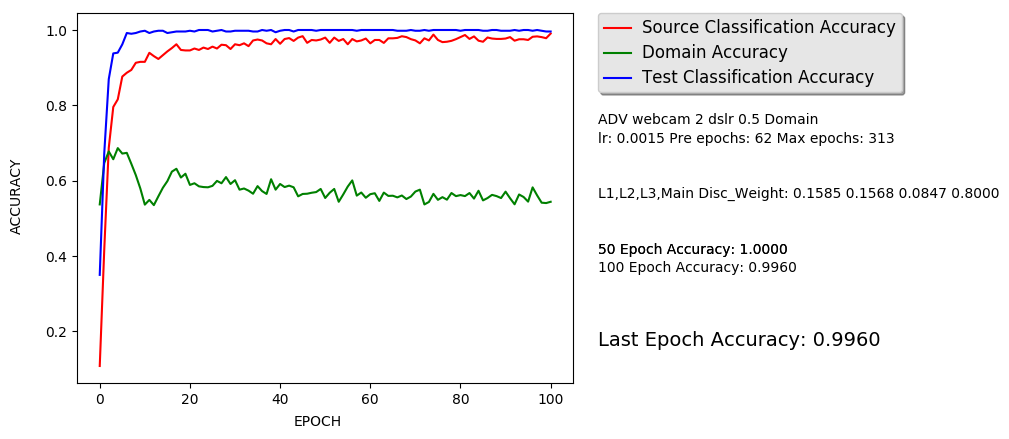 1.0
0.8
0.6
0.4
0.2
ACCURACY
0 20 40 60 80 100
EPOCH
Source Classification Accuracy
Domain Accuracy
Test Classification Accuracy
ADV webcam 2 dslr 0.5 Domain
lr: 0.0015 Pre epochs: 62 Max epochs: 313
L1,L2,L3,Main Disc_Weight: 0.1585 0.1568 0.0847 0.8000
50 Epoch Accuracy: 1.0000
100 Epoch Accuracy: 0.9960
Last Epoch Accuracy: 0.9960